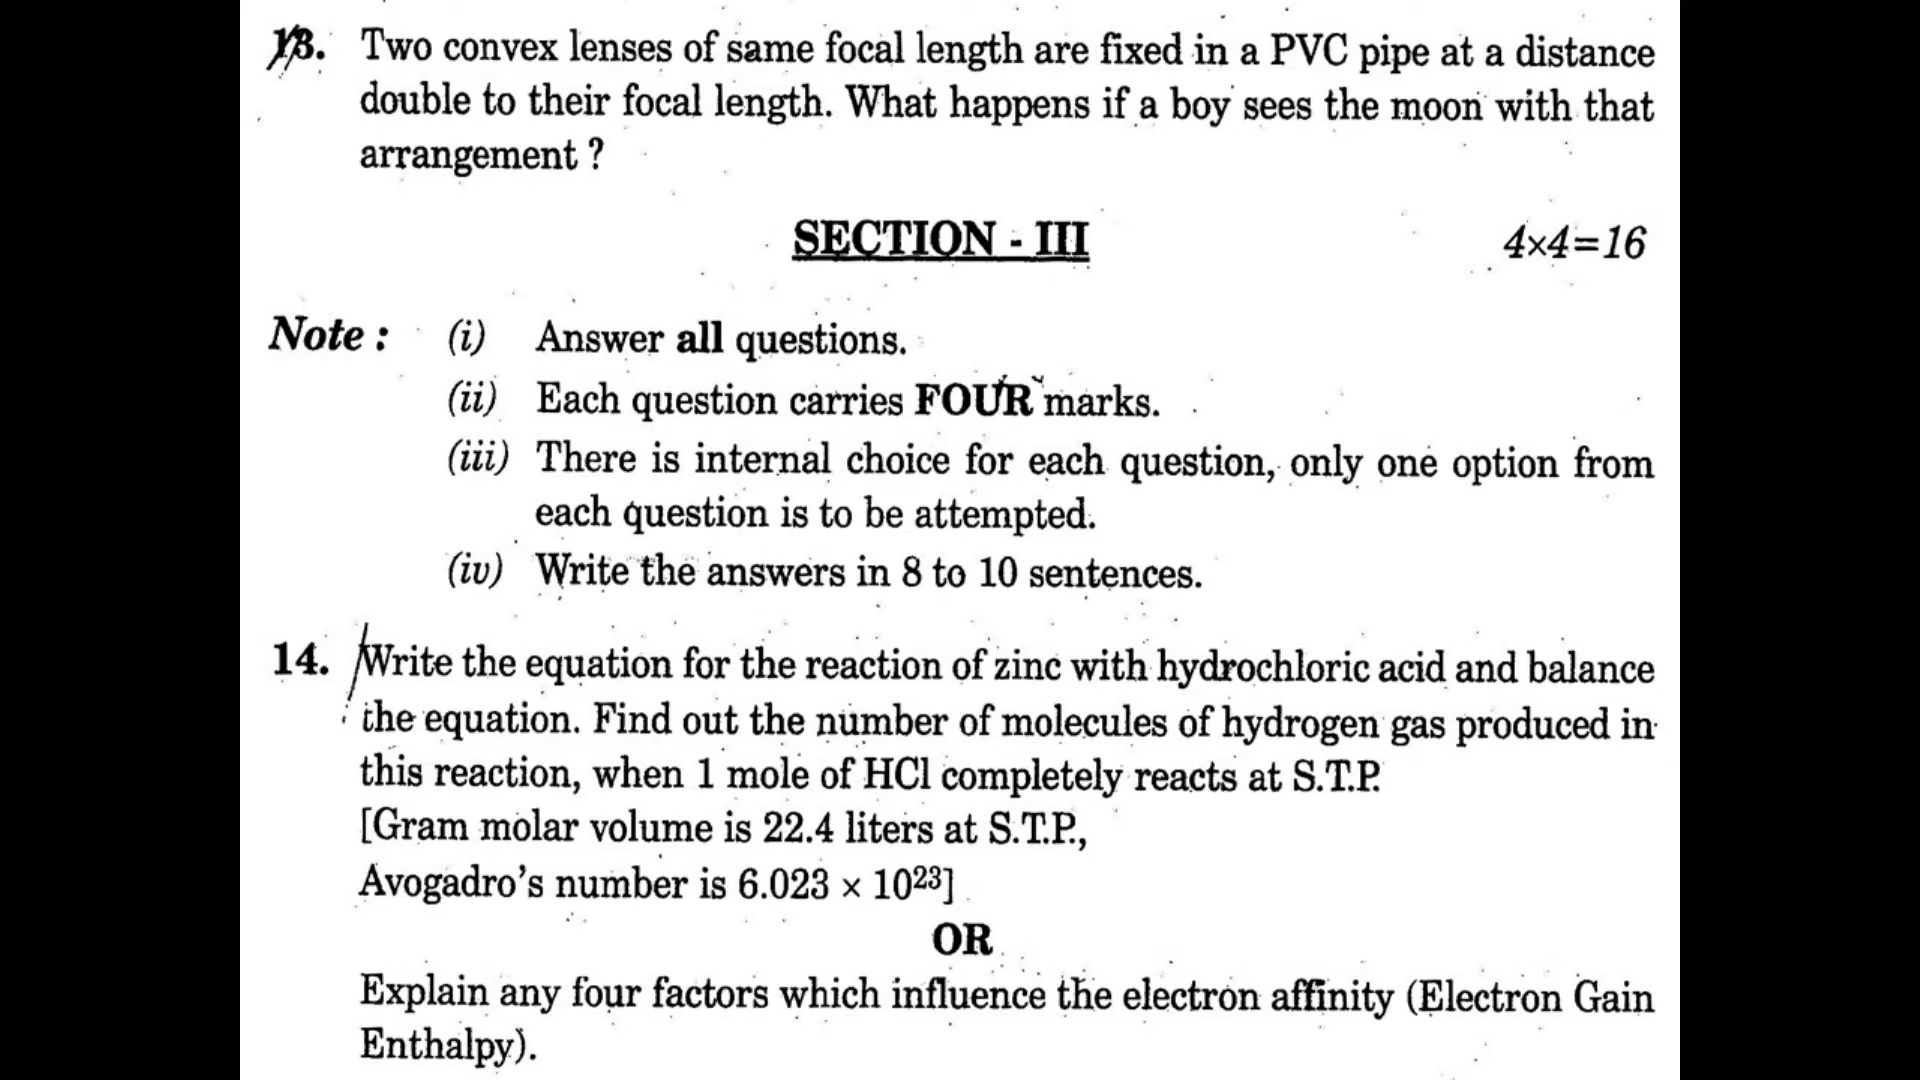 13. Two convex lenses of same focal length are fixed in a PVC pipe at a distance
double to their focal length. What happens if a boy sees the moon with that
arrangement ?
SECTION - III 4×4=16
Note : (i) Answer all questions.
(ii) Each question carries FOUR marks.
(iii) There is internal choice for each question, only one option from
each question is to be attempted.
(iv) Write the answers in 8 to 10 sentences.
14. Write the equation for the reaction of zinc with hydrochloric acid and balance
the equation. Find out the number of molecules of hydrogen gas produced in
this reaction, when 1 mole of HCl completely reacts at S.T.P.
[Gram molar volume is 22.4 liters at S.T.P.,
Avogadro's number is 6.023 × 10²³]
OR
Explain any four factors which influence the electron affinity (Electron Gain
Enthalpy).